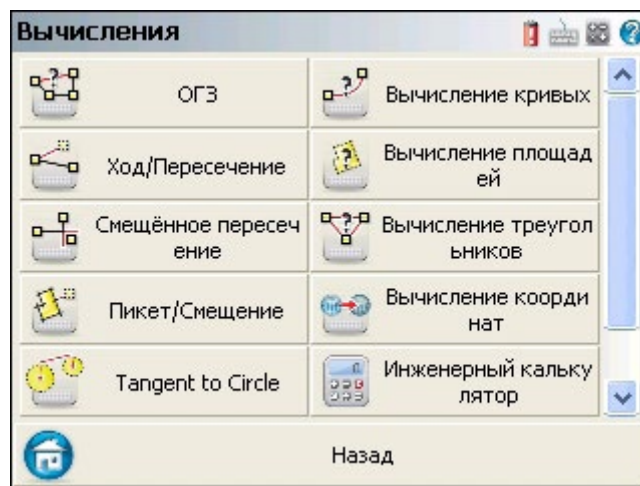 Вычисления
ОГЗ
Вычисление кривых
Ход/Пересечение
Вычисление площад
ей
Смещённое пересеч
ение
Вычисление треугол
ьников
Пикет/Смещение
Вычисление коорди
нат
Tangent to Circle
Инженерный кальку
лятор
Назад